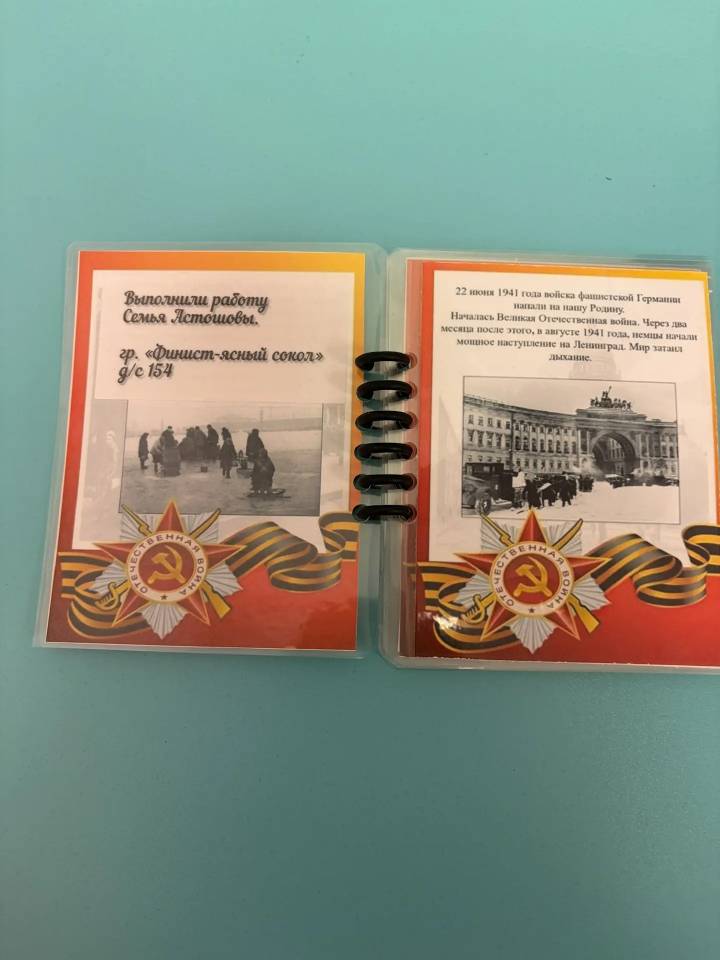 Выполнили работу
Семья Астошовы.
гр. «Финист-ясный сокол»
д/с 154
ОТЕЧЕСТВЕННАЯ ВОЙНА
22 июня 1941 года войска фашистской Германии
напали на нашу Родину.
Началась Великая Отечественная война. Через два
месяца после этого, в августе 1941 года, немцы начали
мощное наступление на Ленинград. Мир затаил
дыхание.
ОТЕЧЕСТВЕННАЯ ВОЙНА